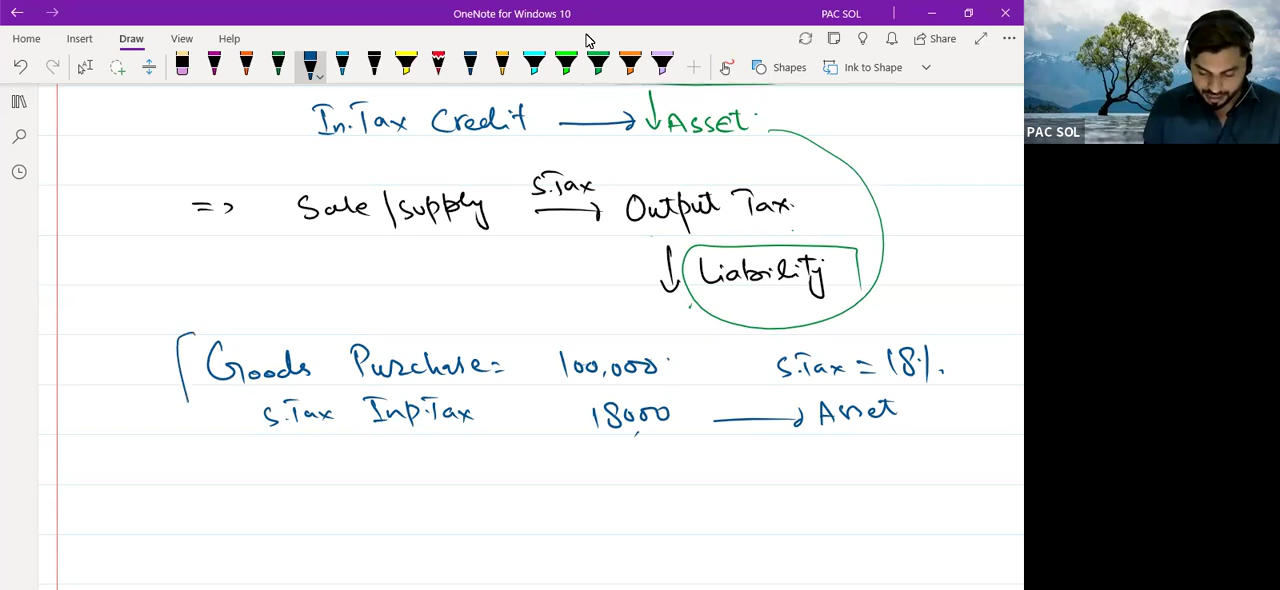 OneNote for Windows 10
PAC SOL
Home Insert Draw View Help
Share
Shapes
Ink to Shape
PAC SOL
In.Tax Credit → ↓ Asset
=> Sale/supply S.Tax → Output Tax
↓ Liability
Goods Purchase = 100,000 S.Tax = 18%.
S.Tax Inp.Tax 18,000 → Asset